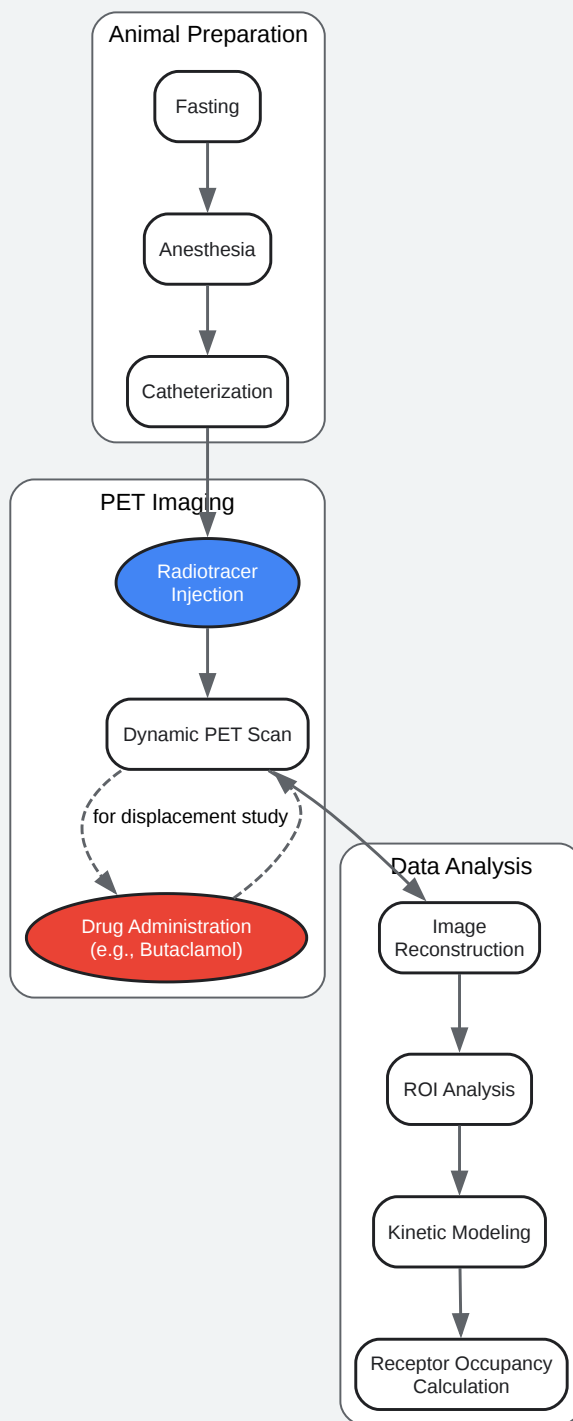 Animal Preparation
Fasting
Anesthesia
Catheterization
PET Imaging
Radiotracer
Injection
Dynamic PET Scan
for displacement study
Drug Administration
(e.g., Butaclamol)
Data Analysis
Image
Reconstruction
ROI Analysis
Kinetic Modeling
Receptor Occupancy
Calculation